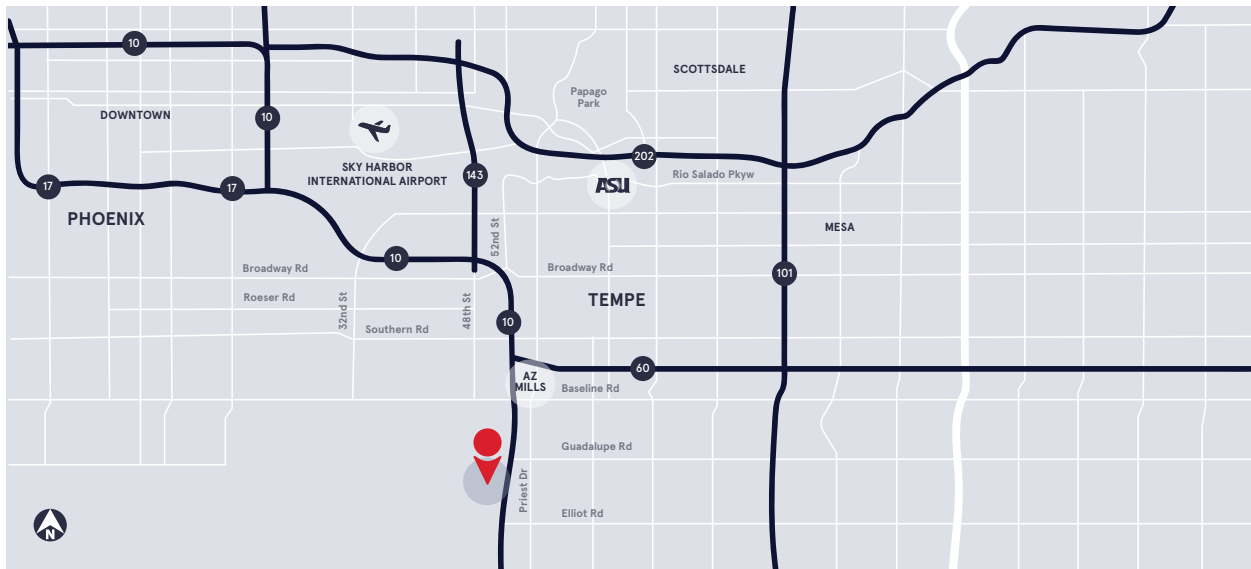 10
SCOTTSDALE
Papago
Park
DOWNTOWN
10
SKY HARBOR
INTERNATIONAL AIRPORT
202
143
Rio Salado Pkyw
ASU
17
17
PHOENIX
52nd St
MESA
10
Broadway Rd
Broadway Rd
101
Roeser Rd
32nd St
48th St
TEMPE
Southern Rd
10
60
AZ
MILLS
Baseline Rd
Guadalupe Rd
Priest Dr
Elliot Rd
N